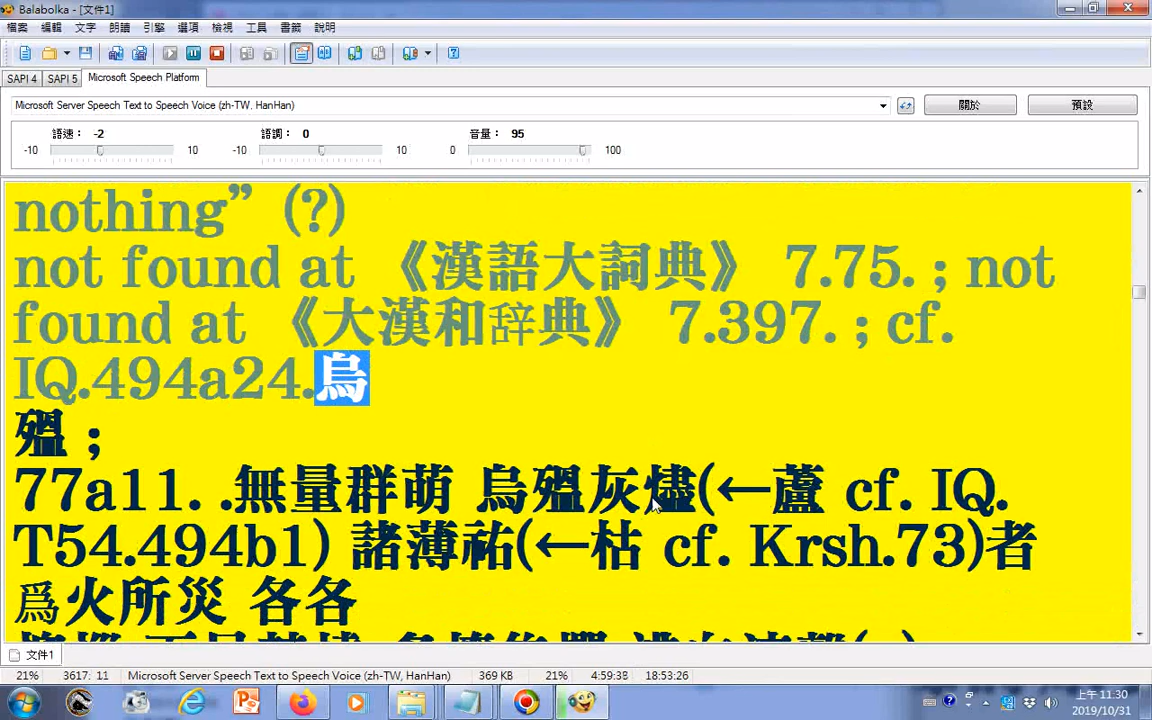 Balabolka - [文件1]
檔案 編輯 文字 朗讀 引擎 選項 檢視 工具 書籤 說明
SAPI 4 SAPI 5 Microsoft Speech Platform
Microsoft Server Speech Text to Speech Voice (zh-TW, HanHan) 關於 預設
語速： -2 語調： 0 音量： 95
-10 10 -10 10 0 100
nothing” (?)
not found at 《漢語大詞典》 7.75. ; not
found at 《大漢和辞典》 7.397. ; cf.
IQ.494a24.烏
殟 ;
77a11. .無量群萌 烏殟灰燼(←蘆 cf. IQ.
T54.494b1) 諸薄祐(←枯 cf. Krsh.73)者
爲火所災 各各
文件1
21% 3617: 11 Microsoft Server Speech Text to Speech Voice (zh-TW, HanHan) 369 KB 21% 4:59:38 18:53:26
上午 11:30
2019/10/31